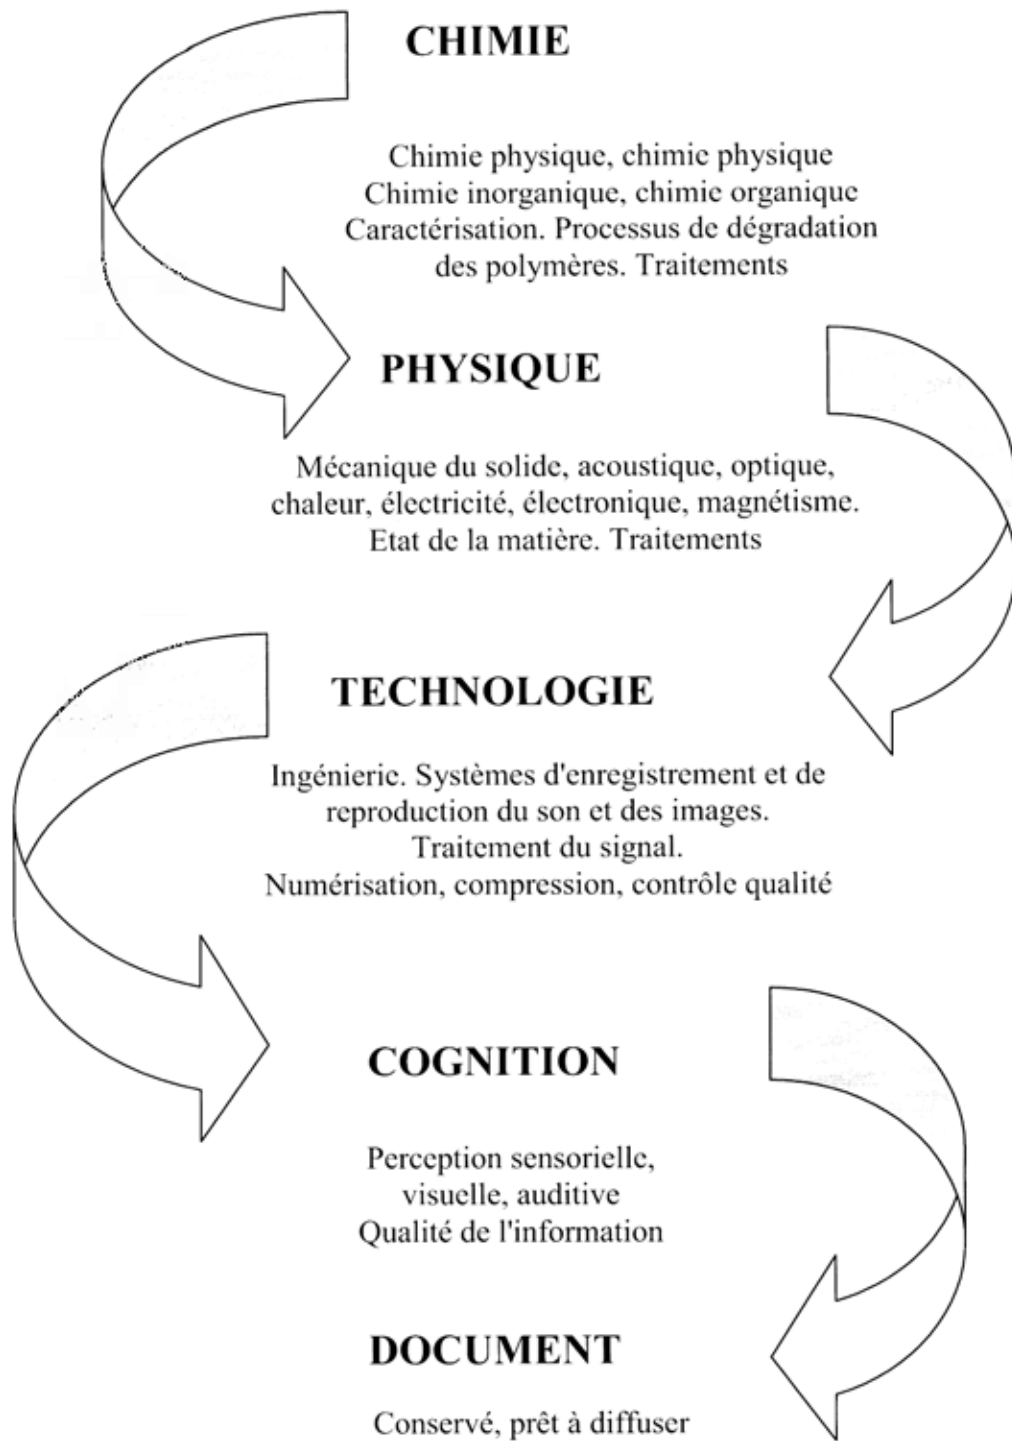 CHIMIE
Chimie physique, chimie physique
Chimie inorganique, chimie organique
Caractérisation. Processus de dégradation
des polymères. Traitements
PHYSIQUE
Mécanique du solide, acoustique, optique,
chaleur, électricité, électronique, magnétisme.
Etat de la matière. Traitements
TECHNOLOGIE
Ingénierie. Systèmes d'enregistrement et de
reproduction du son et des images.
Traitement du signal.
Numérisation, compression, contrôle qualité
COGNITION
Perception sensorielle,
visuelle, auditive
Qualité de l'information
DOCUMENT
Conservé, prêt à diffuser